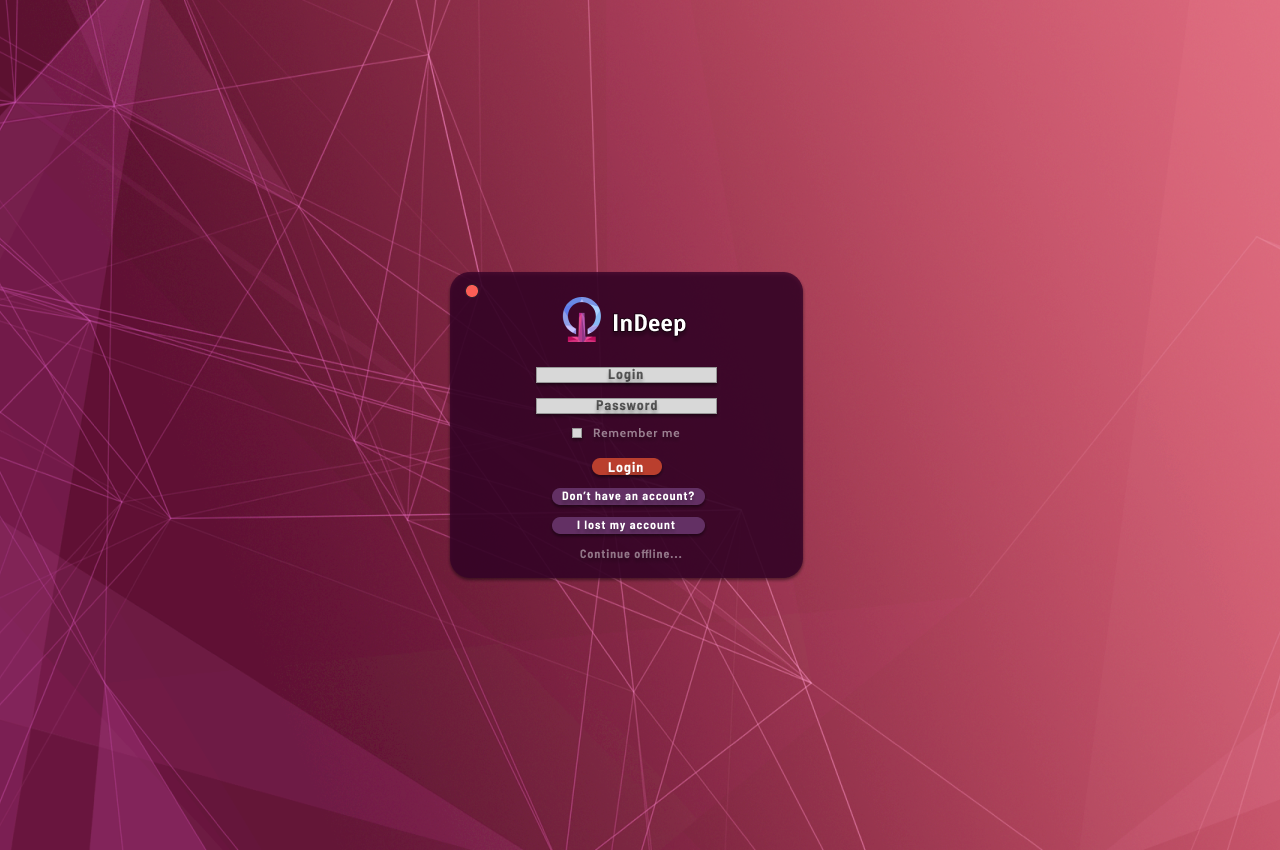 InDeep
Login
Password
Remember me
Login
Don't have an account?
I lost my account
Continue offline...